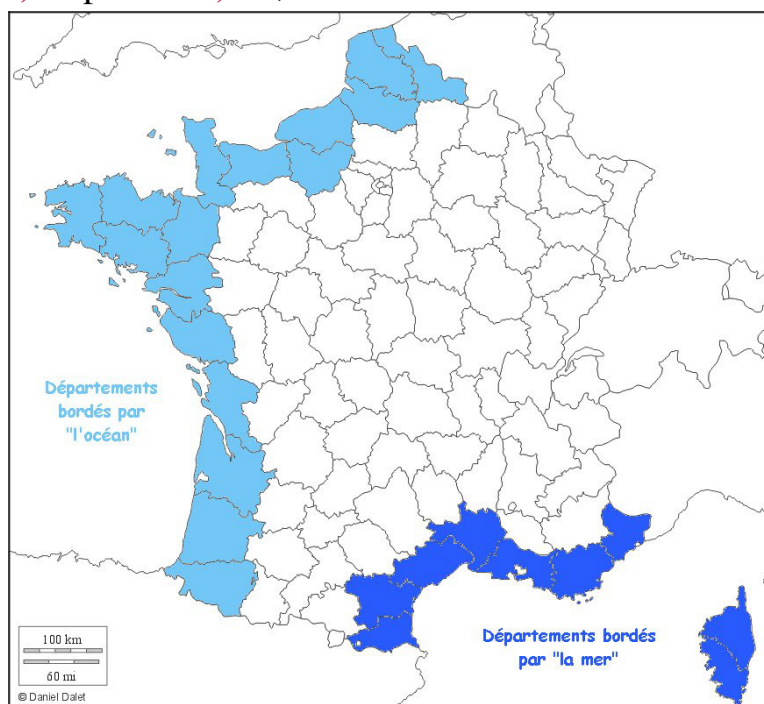 Départements
bordés par
"l'océan"
Départements bordés
par "la mer"
100 km
60 mi
© Daniel Dalet